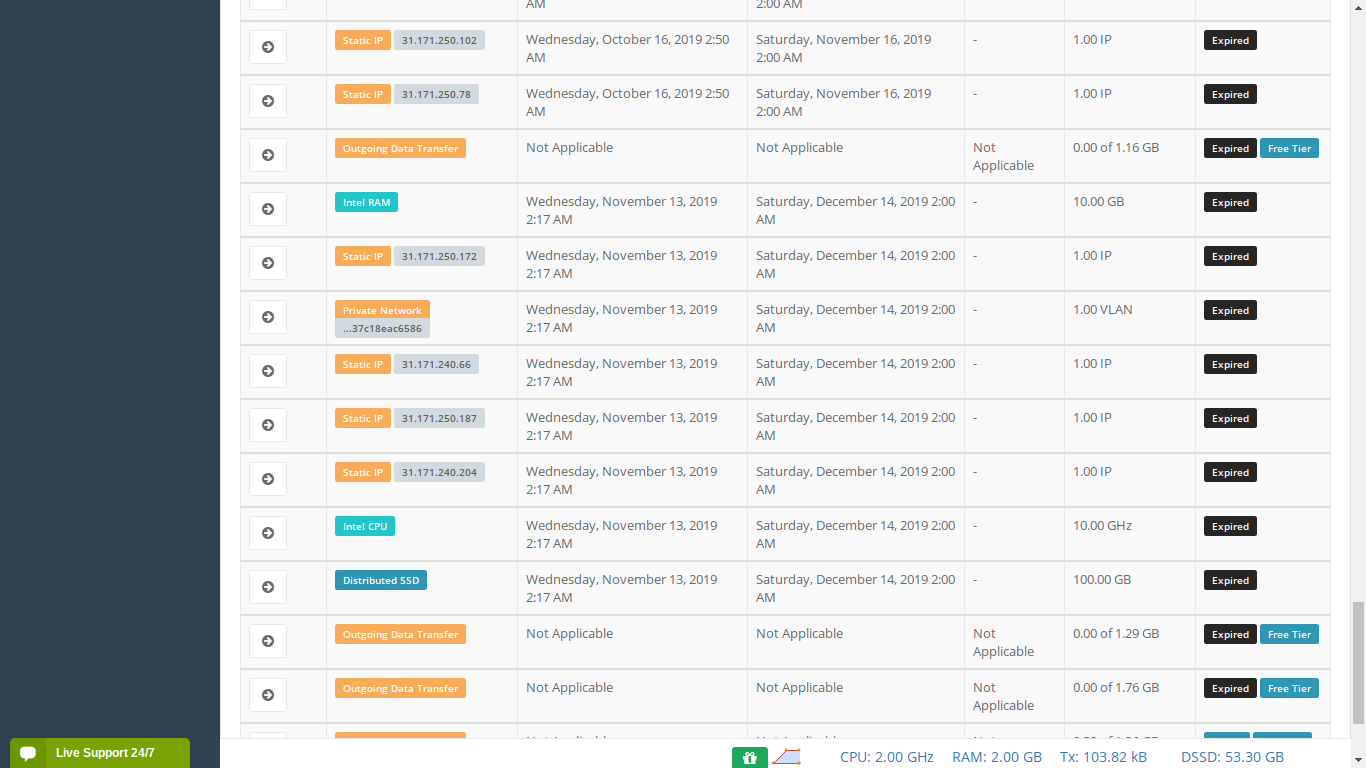 AM
2:00 AM
Static IP 31.171.250.102 Wednesday, October 16, 2019 2:50 Saturday, November 16, 2019 - 1.00 IP Expired
AM 2:00 AM
Static IP 31.171.250.78 Wednesday, October 16, 2019 2:50 Saturday, November 16, 2019 - 1.00 IP Expired
AM 2:00 AM
Outgoing Data Transfer Not Applicable Not Applicable Not 0.00 of 1.16 GB Expired Free Tier
Applicable
Intel RAM Wednesday, November 13, 2019 Saturday, December 14, 2019 2:00 - 10.00 GB Expired
2:17 AM AM
Static IP 31.171.250.172 Wednesday, November 13, 2019 Saturday, December 14, 2019 2:00 - 1.00 IP Expired
2:17 AM AM
Private Network Wednesday, November 13, 2019 Saturday, December 14, 2019 2:00 - 1.00 VLAN Expired
...37c18eac6586 2:17 AM AM
Static IP 31.171.240.66 Wednesday, November 13, 2019 Saturday, December 14, 2019 2:00 - 1.00 IP Expired
2:17 AM AM
Static IP 31.171.250.187 Wednesday, November 13, 2019 Saturday, December 14, 2019 2:00 - 1.00 IP Expired
2:17 AM AM
Static IP 31.171.240.204 Wednesday, November 13, 2019 Saturday, December 14, 2019 2:00 - 1.00 IP Expired
2:17 AM AM
Intel CPU Wednesday, November 13, 2019 Saturday, December 14, 2019 2:00 - 10.00 GHz Expired
2:17 AM AM
Distributed SSD Wednesday, November 13, 2019 Saturday, December 14, 2019 2:00 - 100.00 GB Expired
2:17 AM AM
Outgoing Data Transfer Not Applicable Not Applicable Not 0.00 of 1.29 GB Expired Free Tier
Applicable
Outgoing Data Transfer Not Applicable Not Applicable Not 0.00 of 1.76 GB Expired Free Tier
Applicable
Live Support 24/7
CPU: 2.00 GHz RAM: 2.00 GB Tx: 103.82 kB DSSD: 53.30 GB